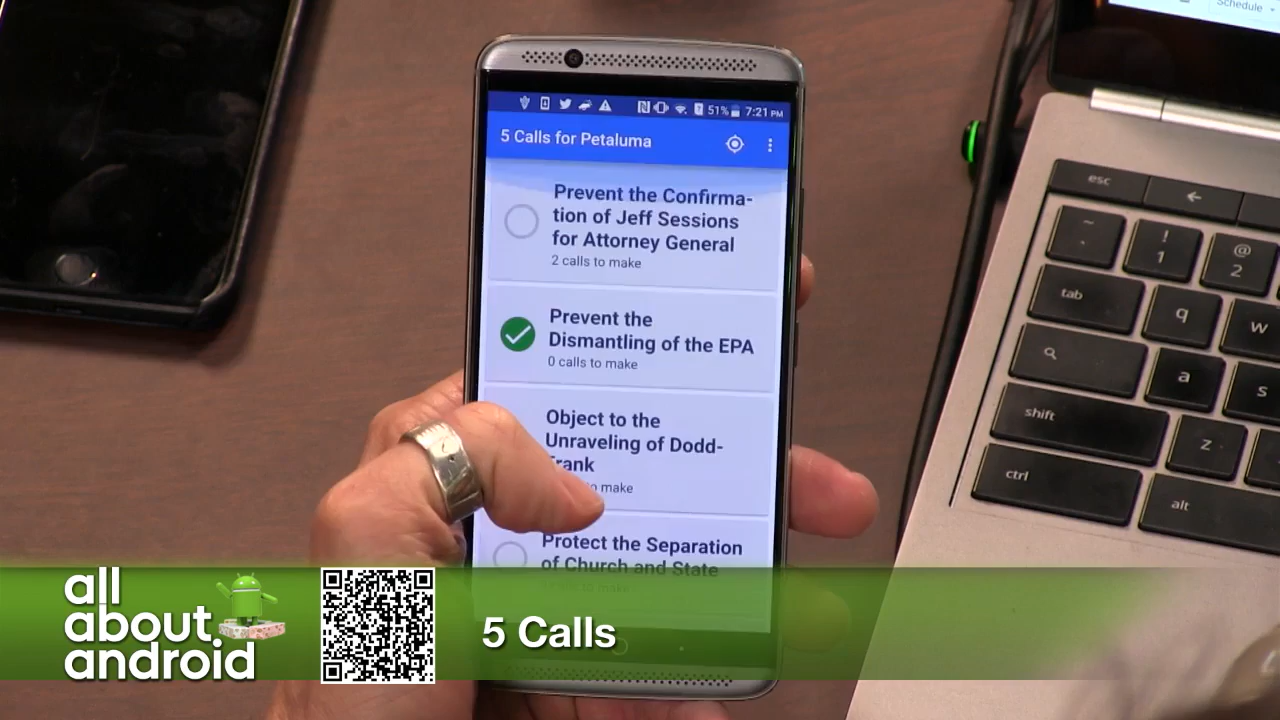 Schedule
51% 7:21 PM
5 Calls for Petaluma
Prevent the Confirma-
tion of Jeff Sessions
for Attorney General
2 calls to make
Prevent the
Dismantling of the EPA
0 calls to make
Object to the
Unraveling of Dodd-
Frank
to make
Protect the Separation
of Church and State
esc
←
~
!
1
@
2
tab
q
w
a
s
shift
z
ctrl
alt
all
about
android
5 Calls